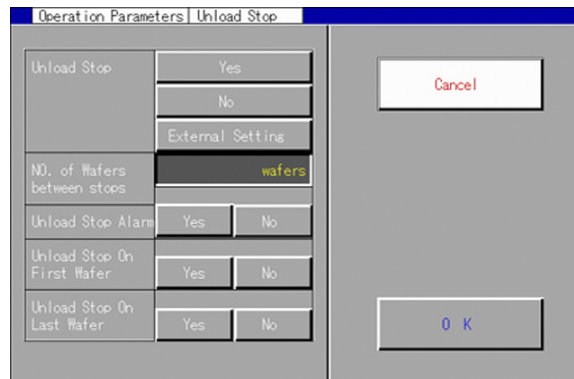 Operation Parameters Unload Stop
Unload Stop
Yes
No
External Setting
NO. of Wafers
between stops
wafers
Unload Stop Alarm
Yes No
Unload Stop On
First Wafer
Yes No
Unload Stop On
Last Wafer
Yes No
Cancel
O K